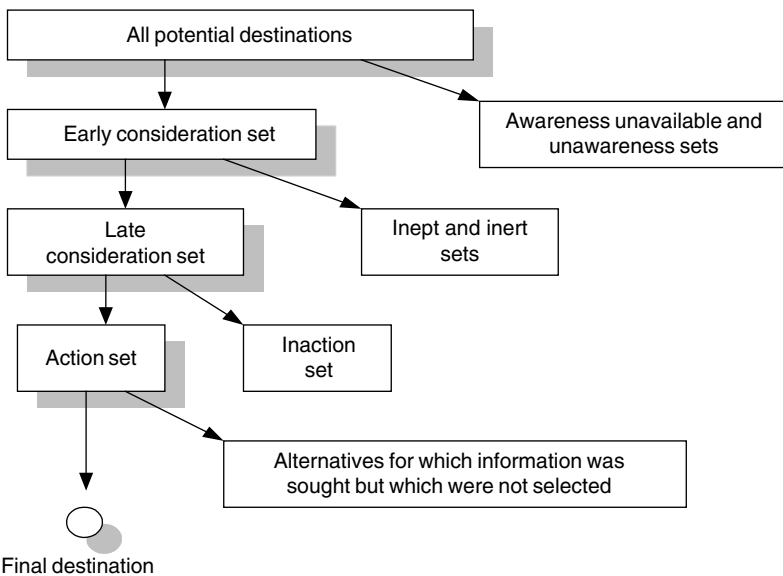 All potential destinations
Awareness unavailable and
unawareness sets
Early consideration set
Late
consideration set
Inept and inert
sets
Action set
Inaction
set
Alternatives for which information was
sought but which were not selected
Final destination